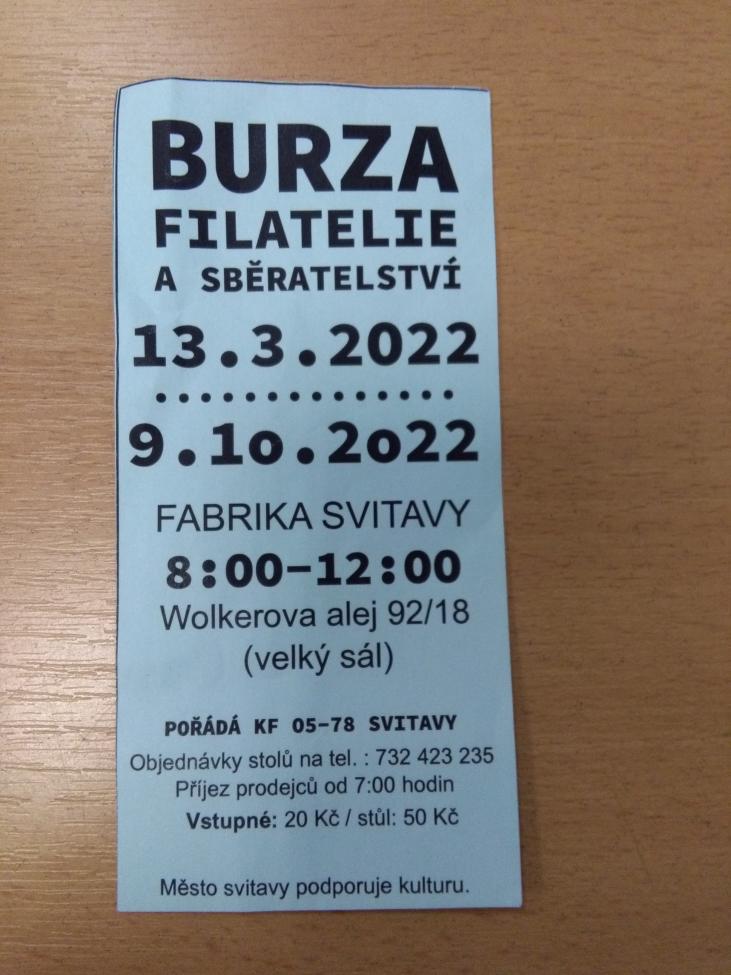 BURZA
FILATELIE
A SBĚRATELSTVÍ
13.3.2022
..............
9.1o.2o22
FABRIKA SVITAVY
8:00-12:00
Wolkerova alej 92/18
(velký sál)
POŘÁDÁ KF 05-78 SVITAVY
Objednávky stolů na tel. : 732 423 235
Příjez prodejců od 7:00 hodin
Vstupné: 20 Kč / stůl: 50 Kč
Město svitavy podporuje kulturu.